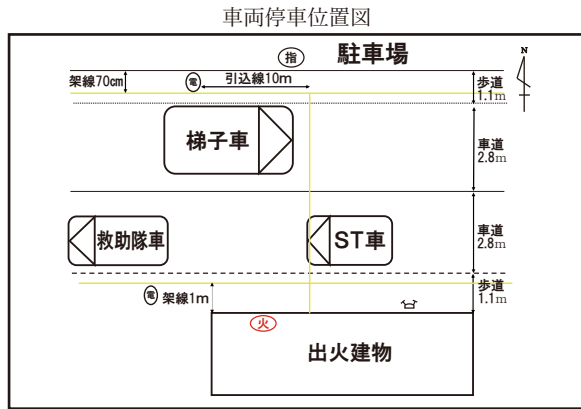 車両停車位置図
指 駐車場
N
架線70㎝
電 引込線10m
歩道
1.1m
梯子車
車道
2.8m
救助隊車
ST車
車道
2.8m
電 架線1m
歩道
1.1m
火
出火建物